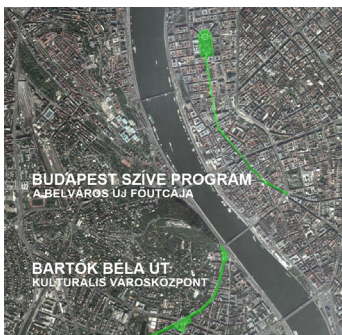 BUDAPEST SZÍVE PROGRAM
A BELVÁROS ÚJ FŐUTCÁJA
BARTÓK BÉLA ÚT
KULTURÁLIS VÁROSKÖZPONT